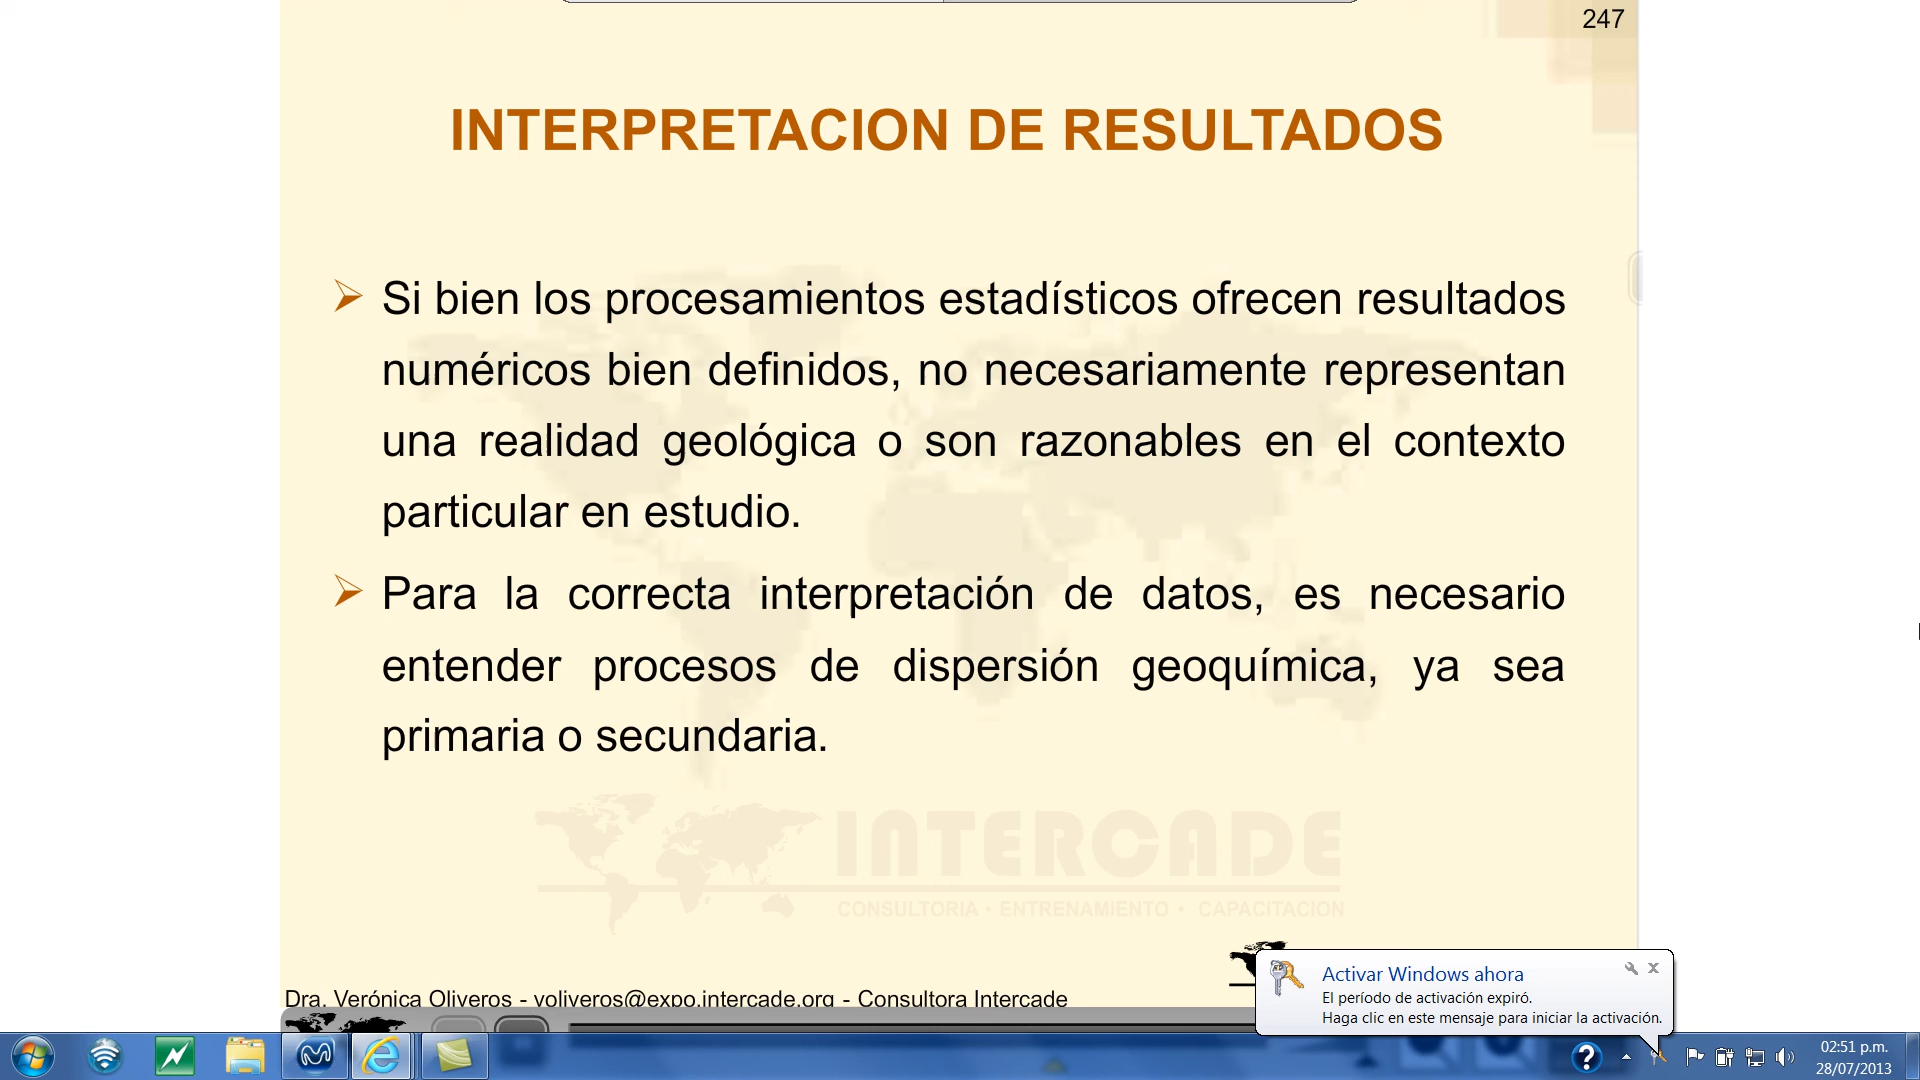 247
INTERPRETACION DE RESULTADOS
Si bien los procesamientos estadísticos ofrecen resultados
numéricos bien definidos, no necesariamente representan
una realidad geológica o son razonables en el contexto
particular en estudio.
Para la correcta interpretación de datos, es necesario
entender procesos de dispersión geoquímica, ya sea
primaria o secundaria.
INTERCADE
CONSULTORIA • ENTRENAMIENTO • CAPACITACION
Dra. Verónica Oliveros - voliveros@expo.intercade.org - Consultora Intercade
Activar Windows ahora
El período de activación expiró.
Haga clic en este mensaje para iniciar la activación.
02:51 p.m.
28/07/2013